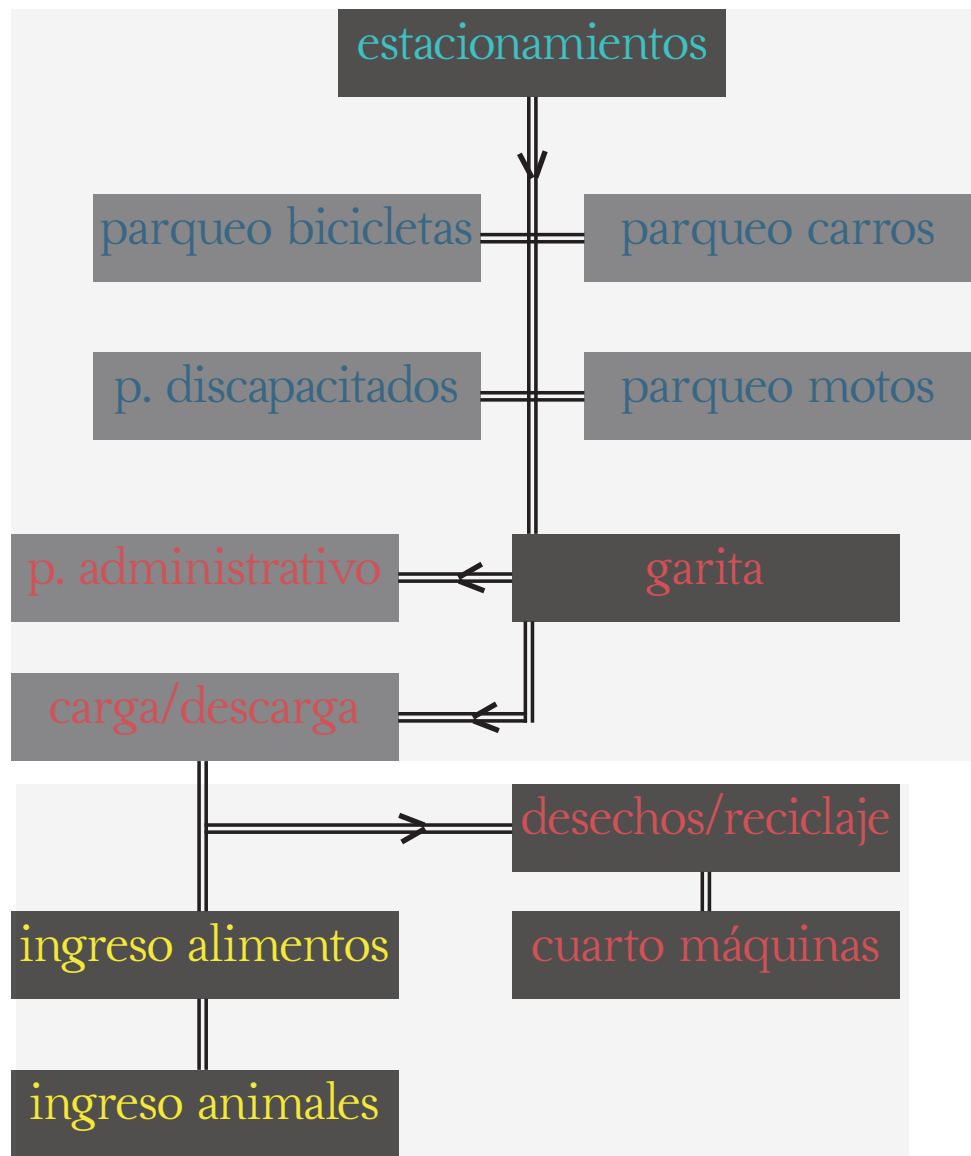 estacionamientos
parqueo bicicletas
parqueo carros
p. discapacitados
parqueo motos
p. administrativo
garita
carga/descarga
desechos/reciclaje
ingreso alimentos
cuarto máquinas
ingreso animales